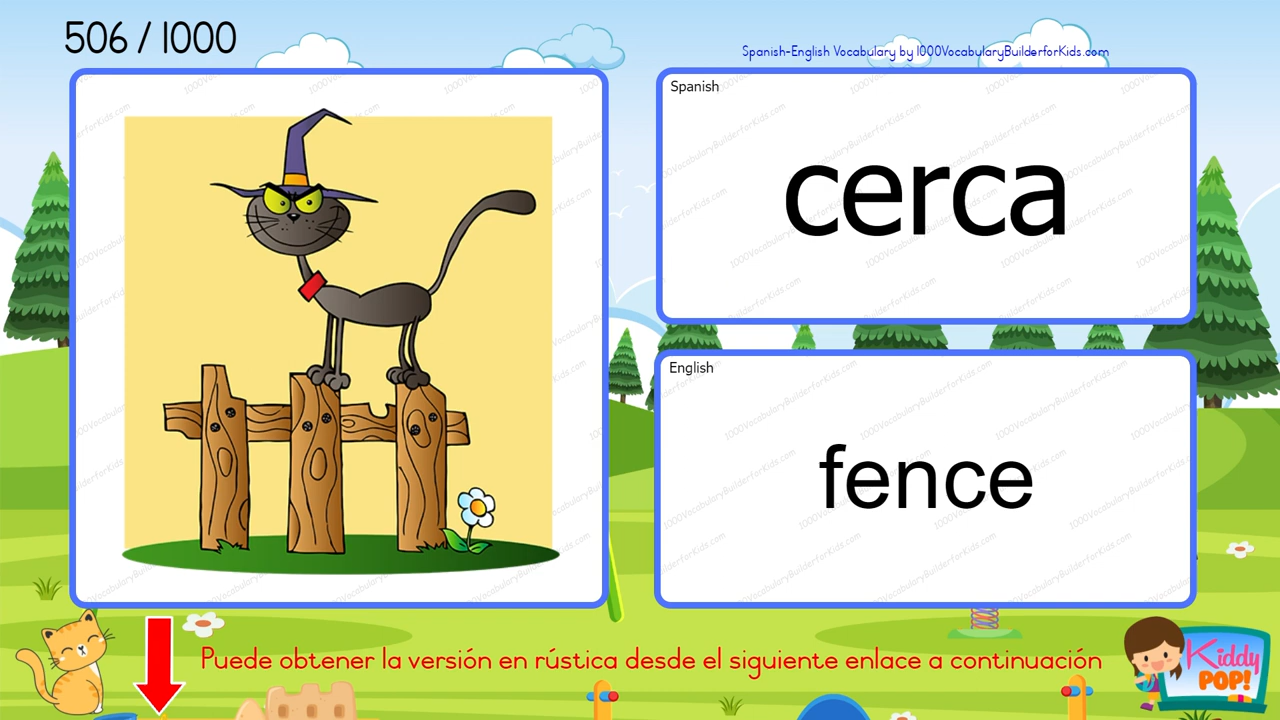 506 / 1000
Spanish-English Vocabulary by 1000VocabularyBuilderforKids.com
Spanish
cerca
English
fence
Puede obtener la versión en rústica desde el siguiente enlace a continuación
Kiddy
POP!